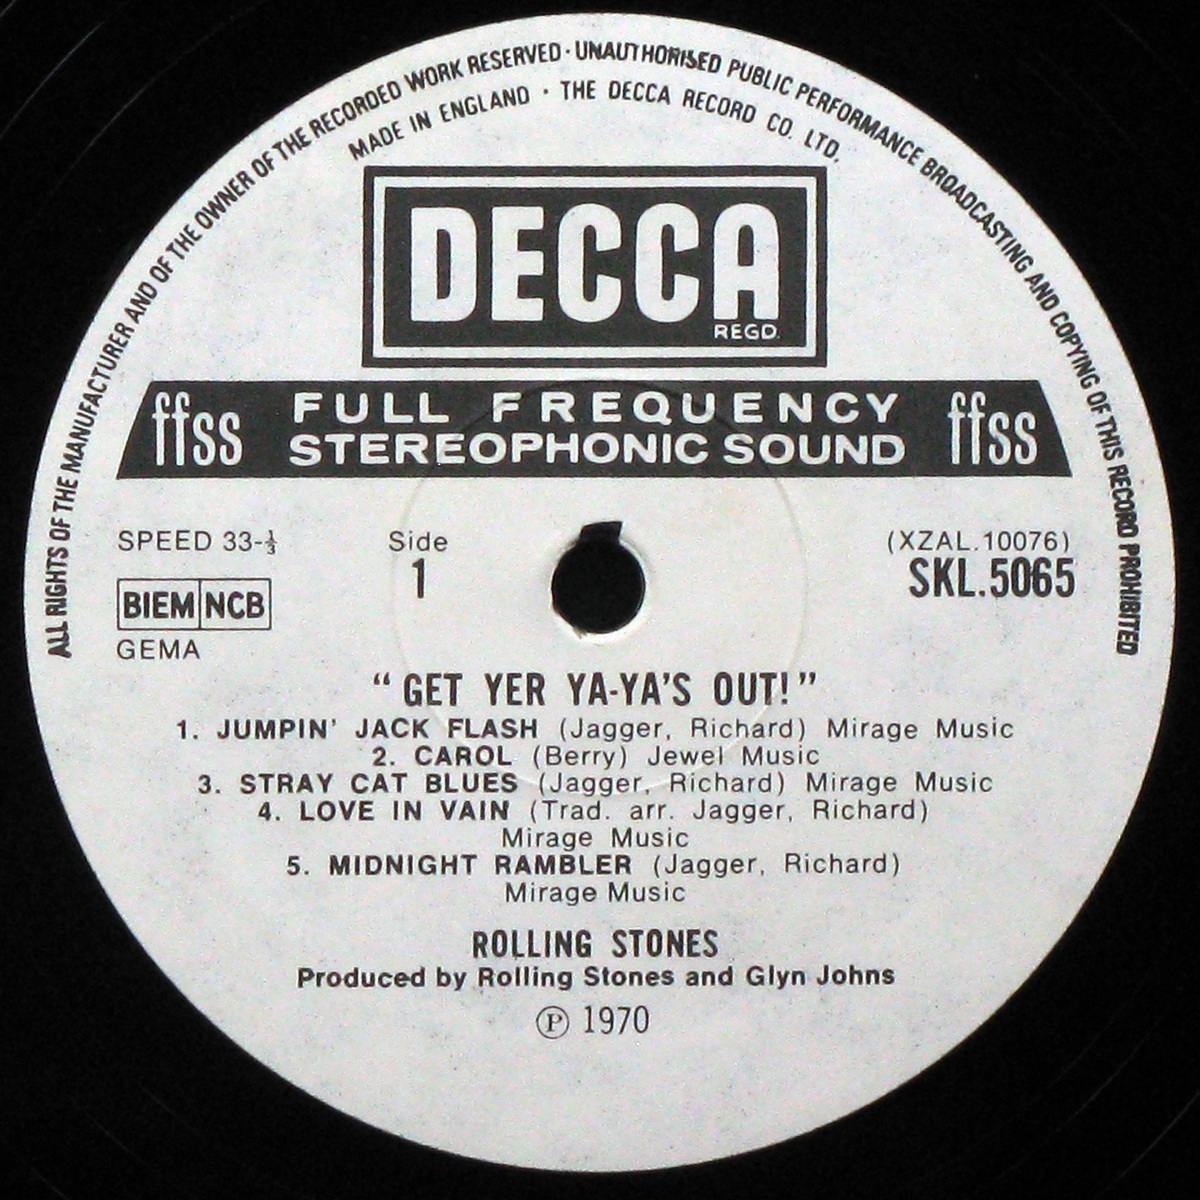 ALL RIGHTS OF THE MANUFACTURER AND OF THE OWNER OF THE RECORDED WORK RESERVED · UNAUTHORISED PUBLIC PERFORMANCE BROADCASTING AND COPYING OF THIS RECORD PROHIBITED
MADE IN ENGLAND · THE DECCA RECORD CO. LTD.
DECCA
REGD.
ffss FULL FREQUENCY ffss
STEREOPHONIC SOUND
SPEED 33-⅓ Side (XZAL.10076)
1 SKL.5065
BIEM NCB
GEMA
“GET YER YA-YA'S OUT!”
1. JUMPIN' JACK FLASH (Jagger, Richard) Mirage Music
2. CAROL (Berry) Jewel Music
3. STRAY CAT BLUES (Jagger, Richard) Mirage Music
4. LOVE IN VAIN (Trad. arr. Jagger, Richard)
Mirage Music
5. MIDNIGHT RAMBLER (Jagger, Richard)
Mirage Music
ROLLING STONES
Produced by Rolling Stones and Glyn Johns
Ⓟ 1970